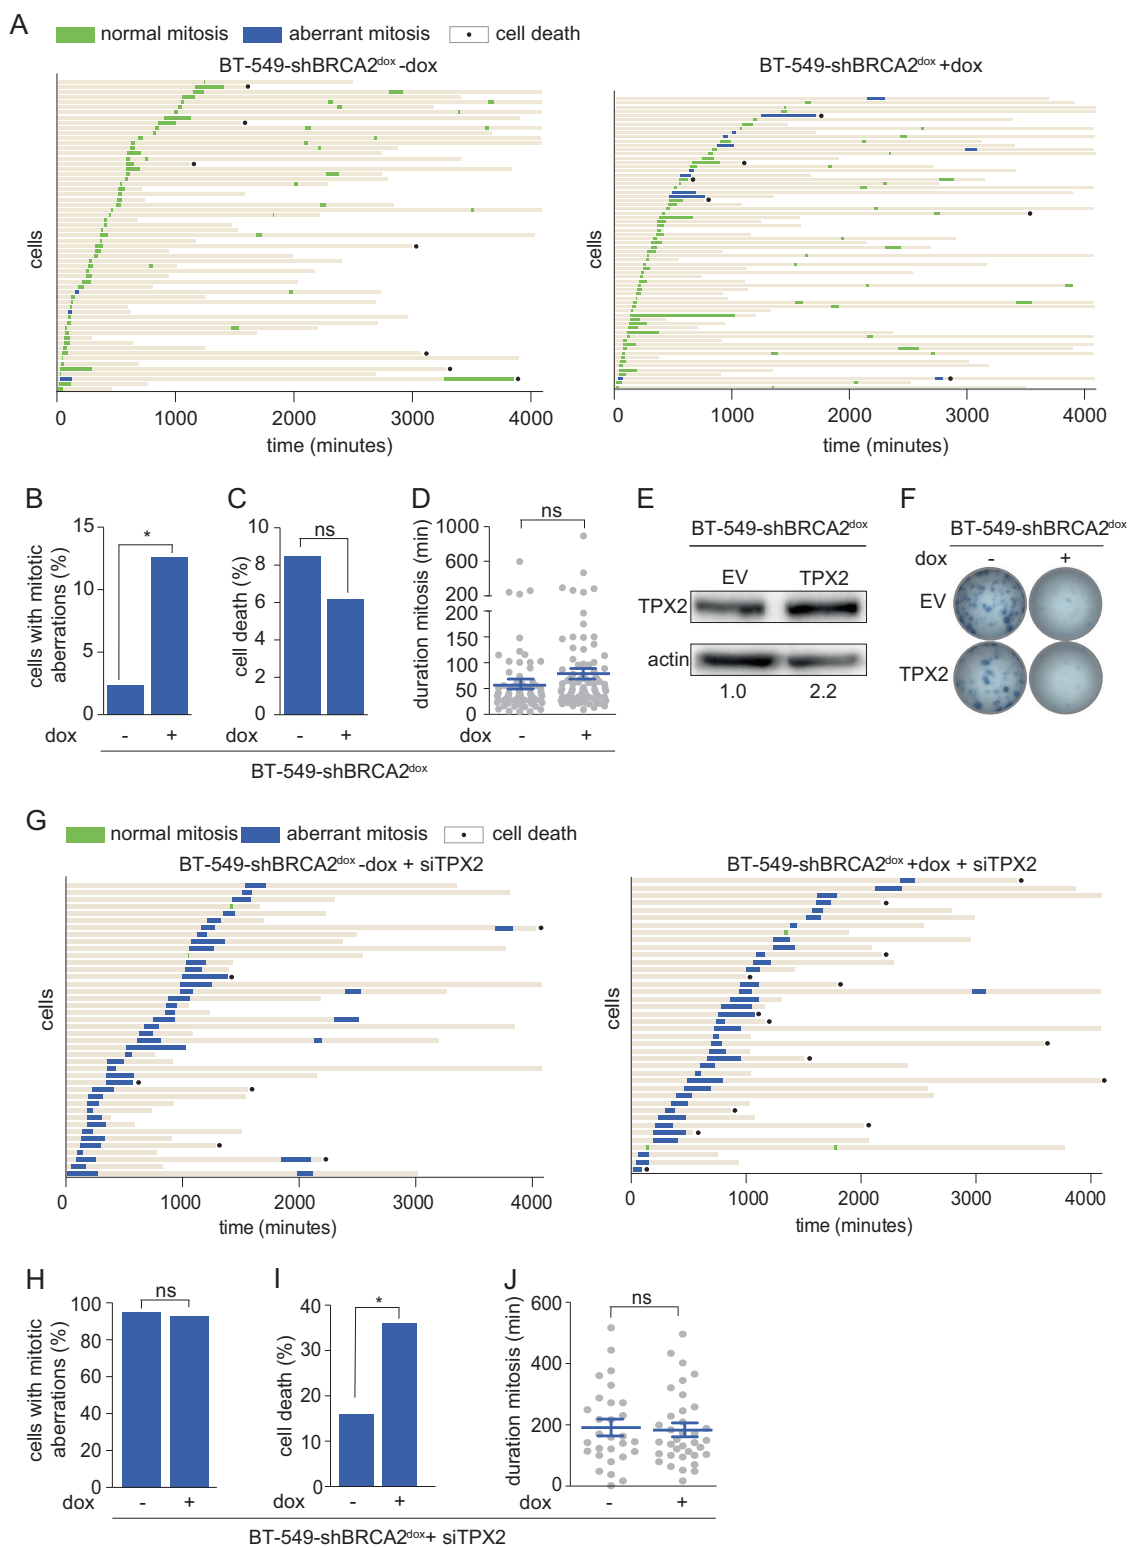 A
normal mitosis aberrant mitosis cell death
BT-549-shBRCA2dox -dox
BT-549-shBRCA2dox +dox
cells
cells
0 1000 2000 3000 4000
0 1000 2000 3000 4000
time (minutes)
time (minutes)
B
cells with mitotic aberrations (%)
15
10
5
0
*
dox - +
C
cell death (%)
10
8
6
4
2
0
ns
dox - +
D
duration mitosis (min)
1000
600
200
200
150
100
50
0
ns
dox - +
BT-549-shBRCA2dox
E
BT-549-shBRCA2dox
EV TPX2
TPX2
actin
1.0 2.2
F
BT-549-shBRCA2dox
dox - +
EV
TPX2
G
normal mitosis aberrant mitosis cell death
BT-549-shBRCA2dox -dox + siTPX2
BT-549-shBRCA2dox +dox + siTPX2
cells
cells
0 1000 2000 3000 4000
0 1000 2000 3000 4000
time (minutes)
time (minutes)
H
cells with mitotic aberrations (%)
100
80
60
40
20
0
ns
dox - +
I
cell death (%)
40
30
20
10
0
*
dox - +
BT-549-shBRCA2dox+ siTPX2
J
duration mitosis (min)
600
400
200
0
ns
dox - +